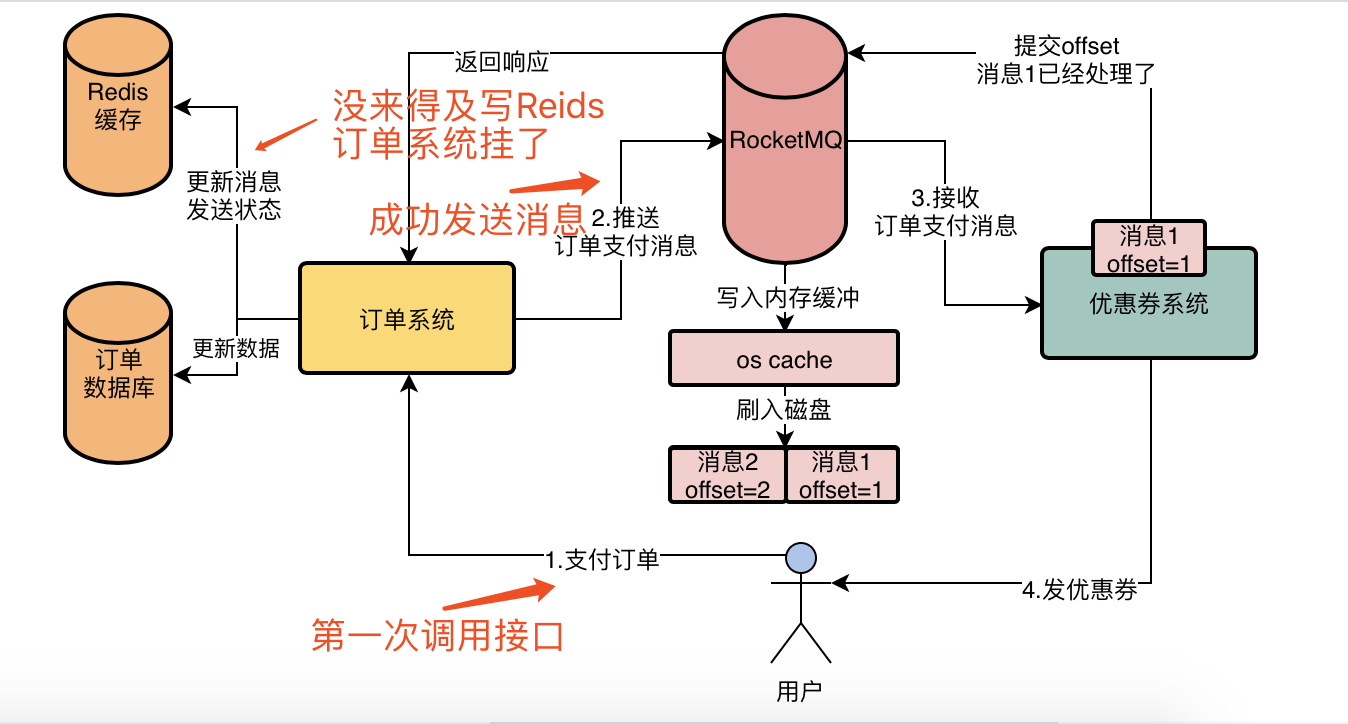 返回响应
提交offset
消息1已经处理了
Redis
缓存
没来得及写Reids
订单系统挂了
RocketMQ
更新消息
发送状态
成功发送消息
2.推送
订单支付消息
3.接收
订单支付消息
消息1
offset=1
优惠券系统
写入内存缓冲
订单系统
os cache
更新数据
订单
数据库
刷入磁盘
消息2
offset=2
消息1
offset=1
1.支付订单
4.发优惠券
第一次调用接口
用户